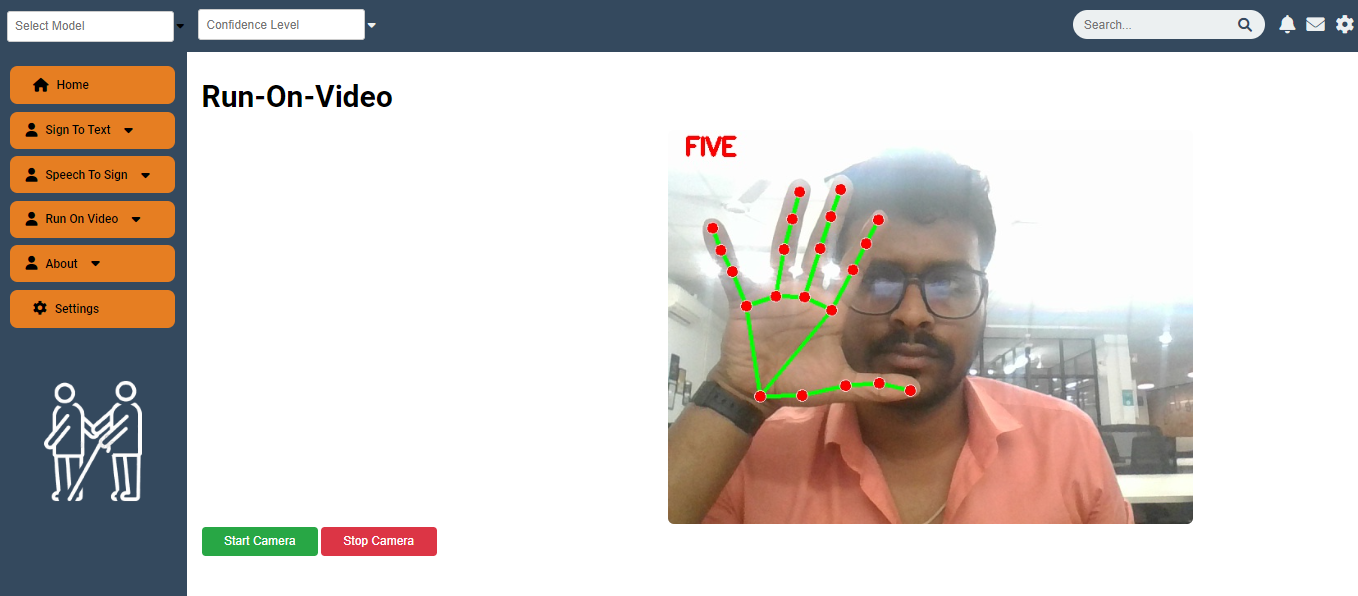 Select Model
Confidence Level
Search...
Home
Sign To Text
Speech To Sign
Run On Video
About
Settings
Run-On-Video
FIVE
Start Camera
Stop Camera